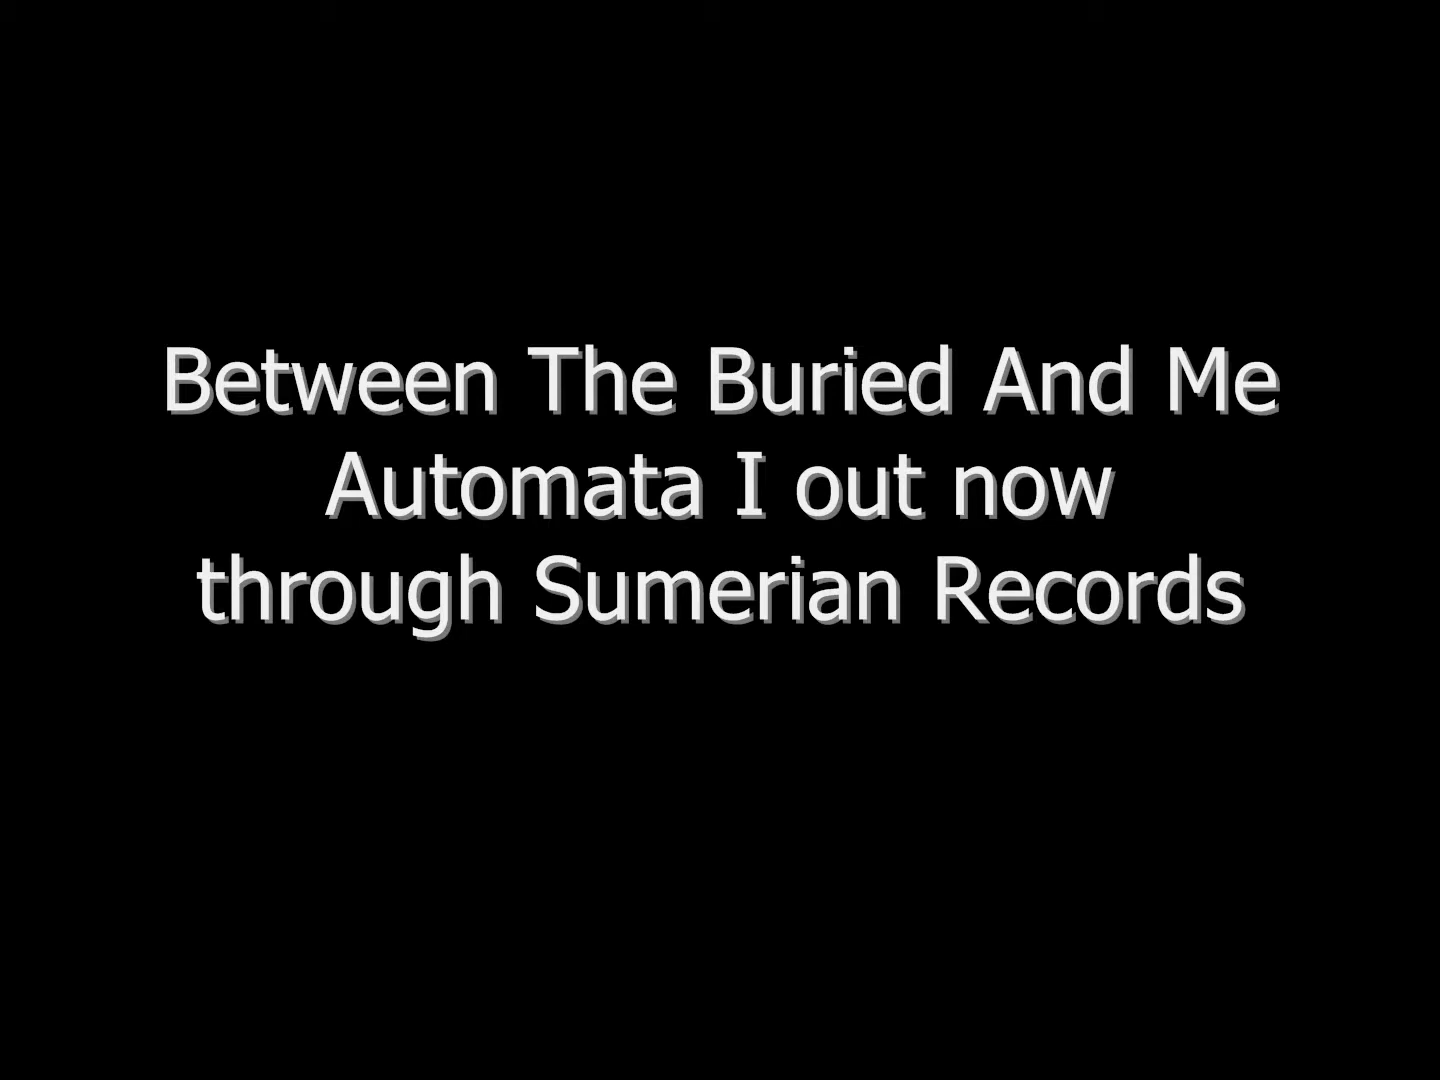 Between The Buried And Me
Automata I out now
through Sumerian Records